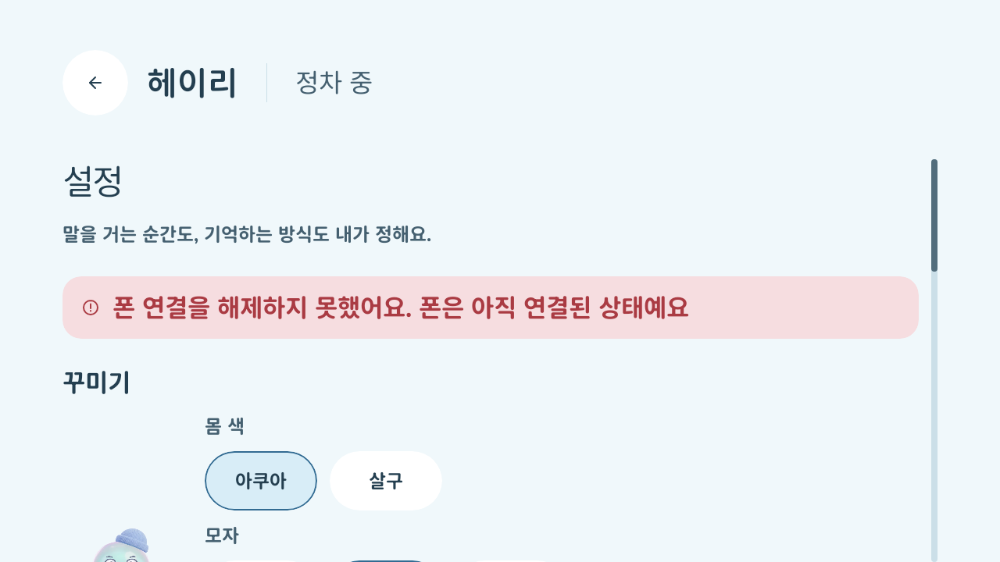 헤이리
정차 중
설정
말을 거는 순간도, 기억하는 방식도 내가 정해요.
폰 연결을 해제하지 못했어요. 폰은 아직 연결된 상태예요
꾸미기
몸 색
아쿠아
살구
모자